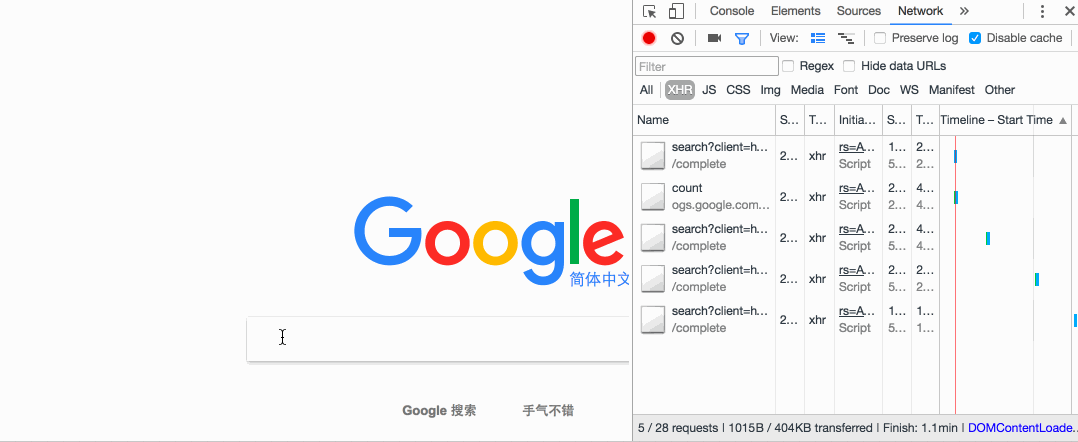 Google
简体中文
Google 搜索 手气不错
Console Elements Sources Network
View: Preserve log Disable cache
Filter Regex Hide data URLs
All XHR JS CSS Img Media Font Doc WS Manifest Other
Name S... T... Initia... S... T... Timeline – Start Time
search?client=h... 2... xhr rs=A... 1... 2...
/complete Script 5... 2...
count 2... xhr rs=A... 2... 4...
ogs.google.com... Script 2... 4...
search?client=h... 2... xhr rs=A... 2... 4...
/complete Script 5... 4...
search?client=h... 2... xhr rs=A... 2... 2...
/complete Script 5... 2...
search?client=h... 2... xhr rs=A... 1... 1...
/complete Script 5... 1...
5 / 28 requests | 1015B / 404KB transferred | Finish: 1.1min | DOMContentLoade...